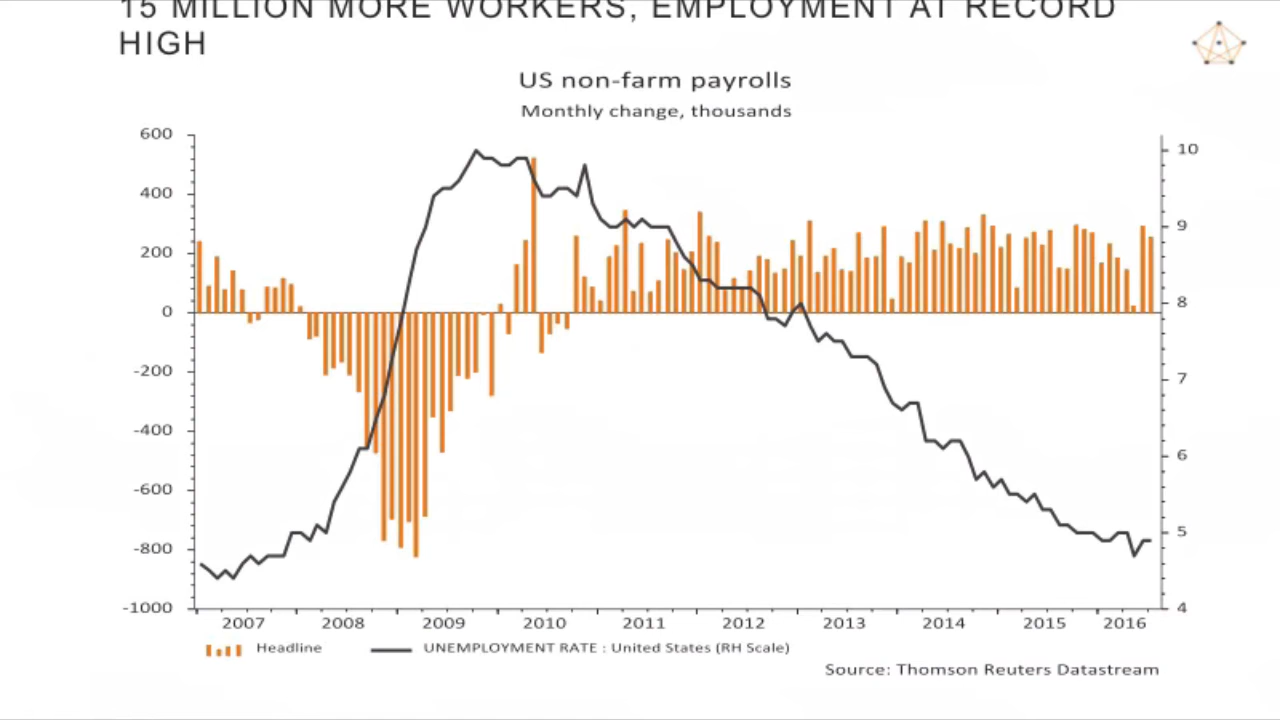 15 MILLION MORE WORKERS, EMPLOYMENT AT RECORD
HIGH
US non-farm payrolls
Monthly change, thousands
600
400
200
0
-200
-400
-600
-800
-1000
10
9
8
7
6
5
4
2007 2008 2009 2010 2011 2012 2013 2014 2015 2016
Headline UNEMPLOYMENT RATE : United States (RH Scale)
Source: Thomson Reuters Datastream